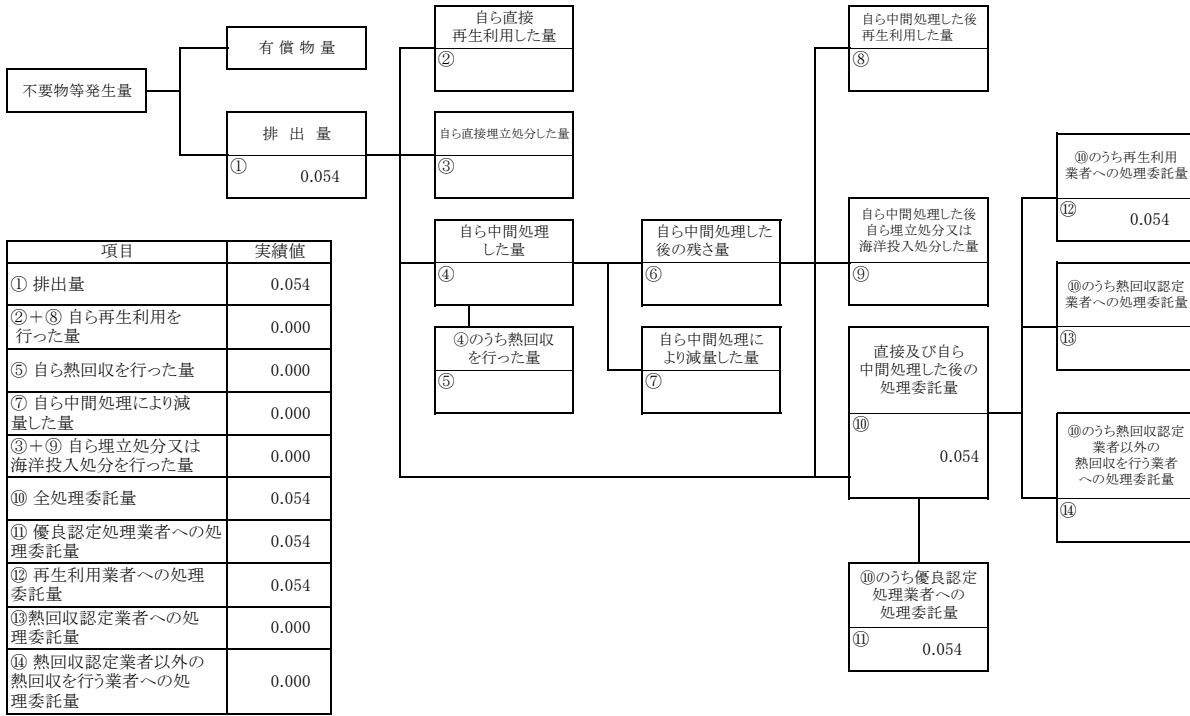 不要物等発生量
有 償 物 量
排 出 量
①
0.054
自ら直接
再生利用した量
②
自ら直接埋立処分した量
③
自ら中間処理
した量
④
④のうち熱回収
を行った量
⑤
自ら中間処理した
後の残さ量
⑥
自ら中間処理に
より減量した量
⑦
自ら中間処理した後
再生利用した量
⑧
自ら中間処理した後
自ら埋立処分又は
海洋投入処分した量
⑨
直接及び自ら
中間処理した後の
処理委託量
⑩
0.054
⑩のうち優良認定
処理業者への
処理委託量
⑪
0.054
⑩のうち再生利用
業者への処理委託量
⑫
0.054
⑩のうち熱回収認定
業者への処理委託量
⑬
⑩のうち熱回収認定
業者以外の
熱回収を行う業者
への処理委託量
⑭
項目 実績値
① 排出量 0.054
②＋⑧ 自ら再生利用を
行った量 0.000
⑤ 自ら熱回収を行った量 0.000
⑦ 自ら中間処理により減
量した量 0.000
③＋⑨ 自ら埋立処分又は
海洋投入処分を行った量 0.000
⑩ 全処理委託量 0.054
⑪ 優良認定処理業者への処
理委託量 0.054
⑫ 再生利用業者への処理
委託量 0.054
⑬熱回収認定業者への処
理委託量 0.000
⑭ 熱回収認定業者以外の
熱回収を行う業者への処
理委託量 0.000